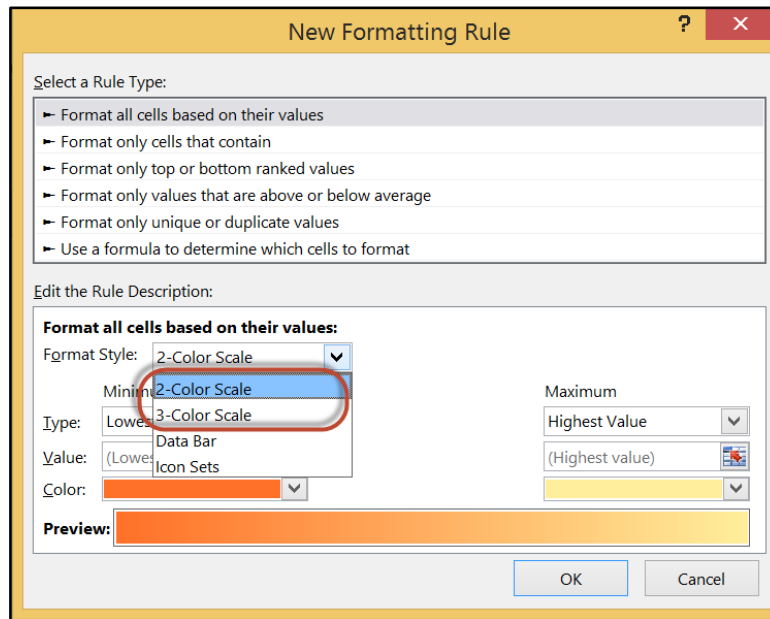 New Formatting Rule ?
Select a Rule Type:
► Format all cells based on their values
► Format only cells that contain
► Format only top or bottom ranked values
► Format only values that are above or below average
► Format only unique or duplicate values
► Use a formula to determine which cells to format
Edit the Rule Description:
Format all cells based on their values:
Format Style: 2-Color Scale
2-Color Scale
3-Color Scale
Data Bar
Icon Sets
Maximum
Type: Highest Value
Value: (Highest value)
Color:
Preview:
OK Cancel